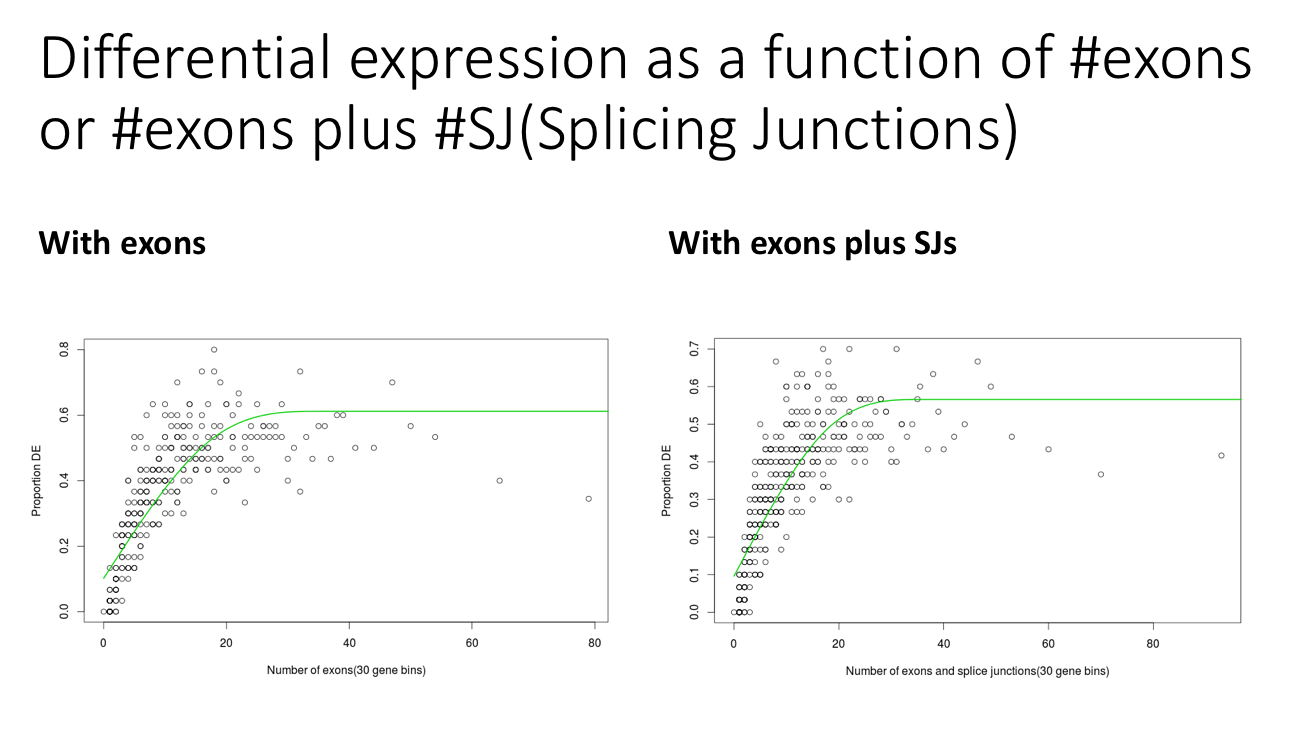 Differential expression as a function of #exons
or #exons plus #SJ(Splicing Junctions)
With exons
With exons plus SJs
Proportion DE
0.0
0.2
0.4
0.6
0.8
0
20
40
60
80
Number of exons(30 gene bins)
Proportion DE
0.0
0.1
0.2
0.3
0.4
0.5
0.6
0.7
0
20
40
60
80
Number of exons and splice junctions(30 gene bins)